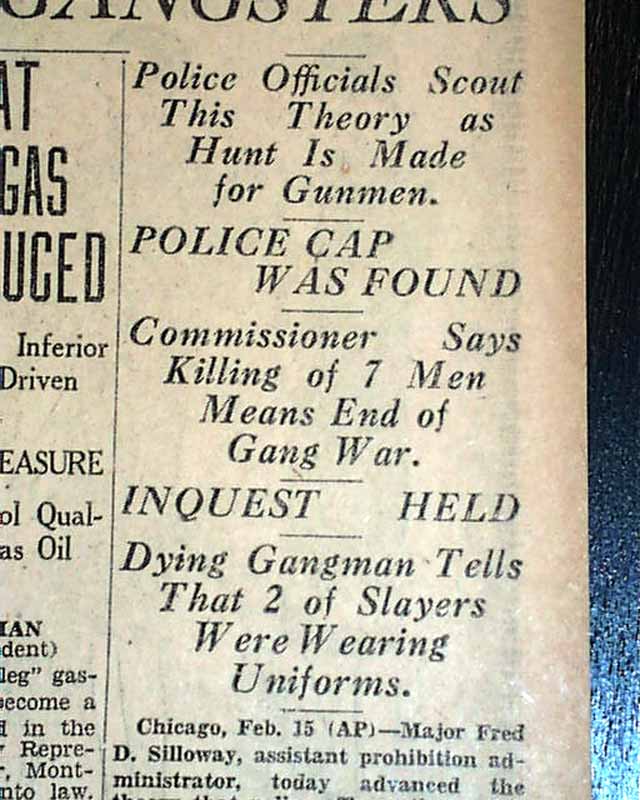 GANGSTERS
AT
GAS
UCED
Inferior
Driven
EASURE
ol Qual-
as Oil
IAN
dent)
leg" gas-
ecome a
d in the
Repre-
, Mont-
nto law.
Police Officials Scout
This Theory as
Hunt Is Made
for Gunmen.
POLICE CAP
WAS FOUND
Commissioner Says
Killing of 7 Men
Means End of
Gang War.
INQUEST HELD
Dying Gangman Tells
That 2 of Slayers
Were Wearing
Uniforms.
Chicago, Feb. 15 (AP)—Major Fred
D. Silloway, assistant prohibition ad-
ministrator, today advanced the